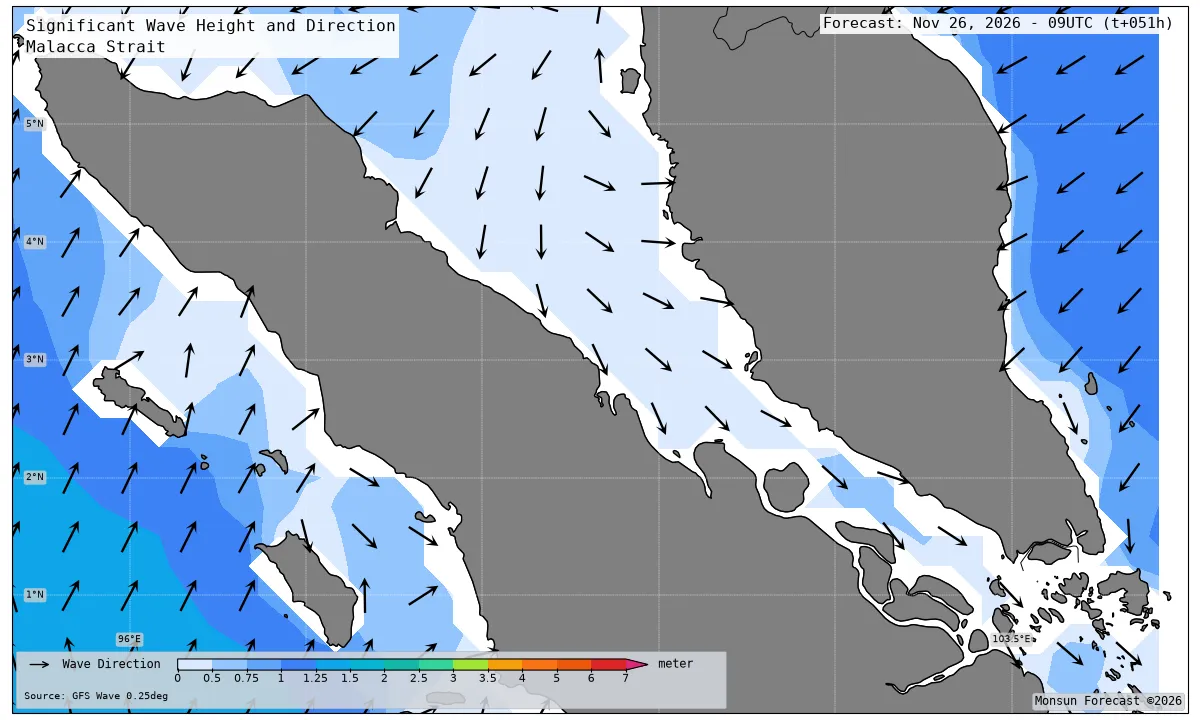 Significant Wave Height and Direction
Malacca Strait
Forecast: Nov 26, 2026 - 09UTC (t+051h)
5°N
4°N
3°N
2°N
1°N
96°E
103.5°E
Wave Direction
meter
0 0.5 0.75 1 1.25 1.5 2 2.5 3 3.5 4 5 6 7
Source: GFS Wave 0.25deg
Monsun Forecast ©2026